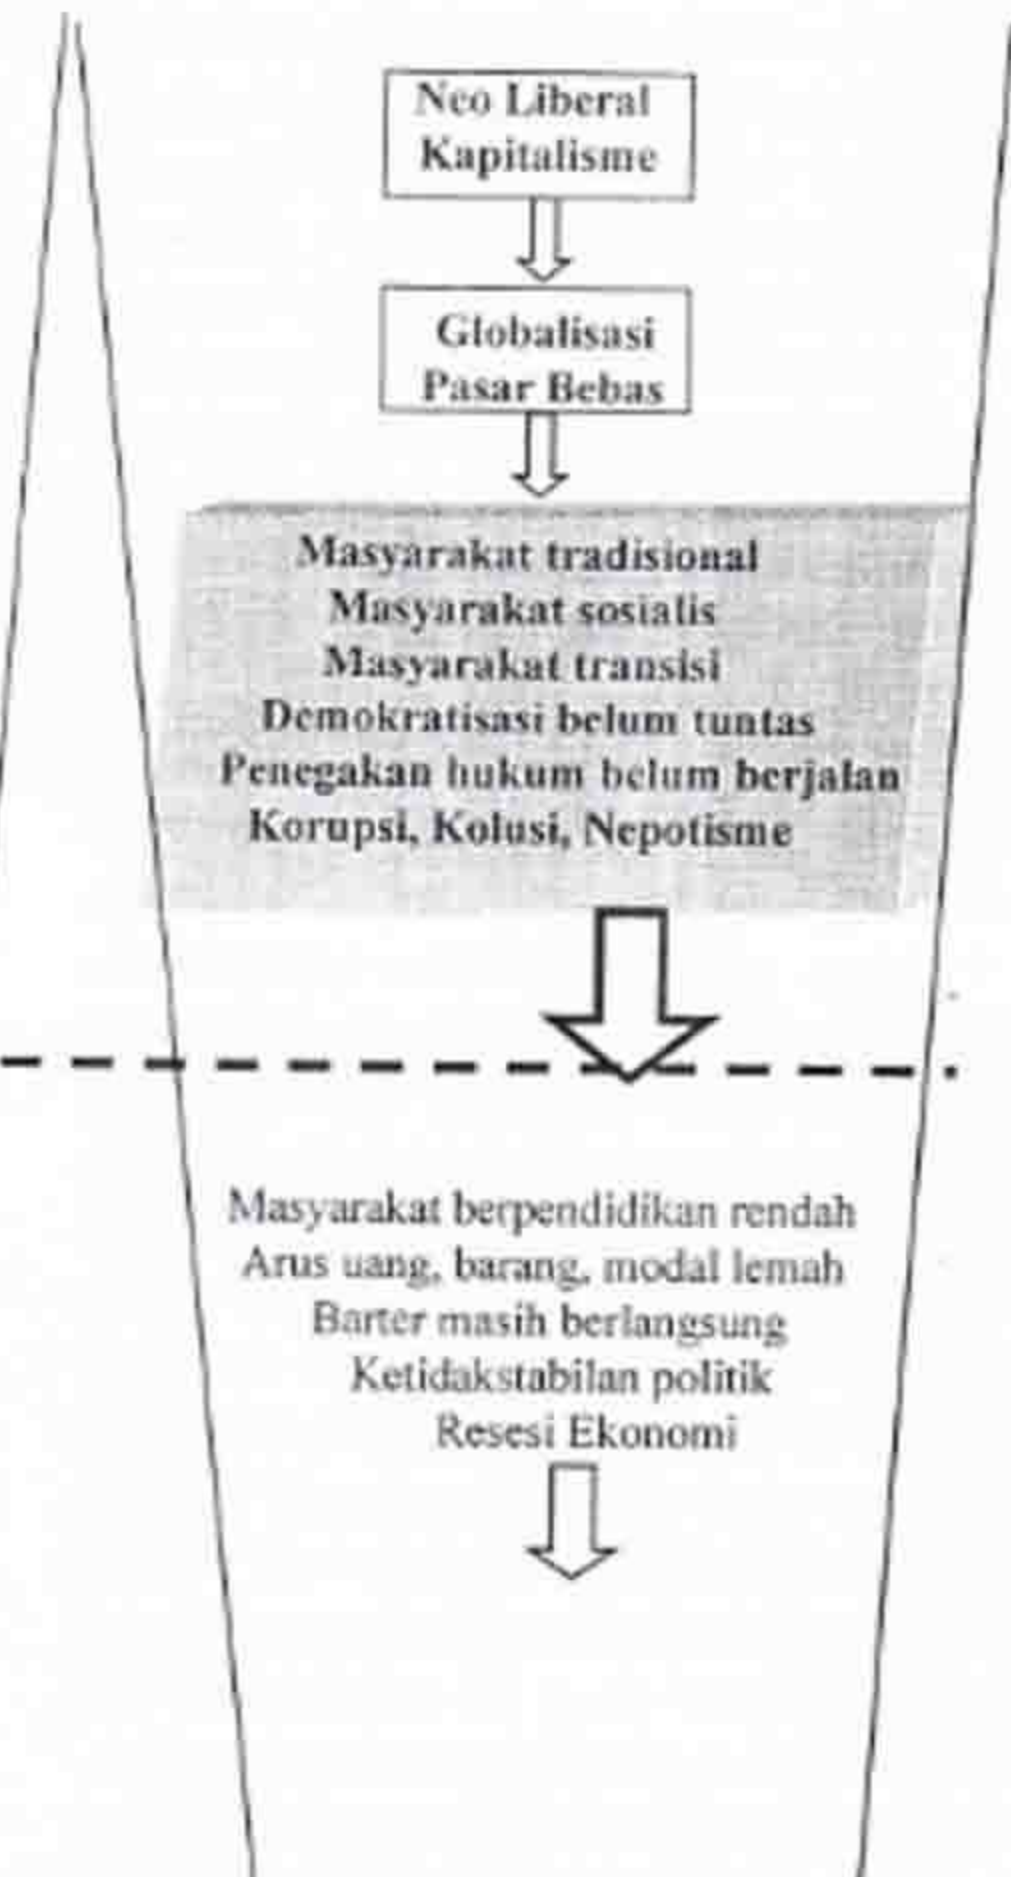 Neo Liberal
Kapitalisme
Globalisasi
Pasar Bebas
Masyarakat tradisional
Masyarakat sosialis
Masyarakat transisi
Demokratisasi belum tuntas
Penegakan hukum belum berjalan
Korupsi, Kolusi, Nepotisme
Masyarakat berpendidikan rendah
Arus uang, barang, modal lemah
Barter masih berlangsung
Ketidakstabilan politik
Resesi Ekonomi